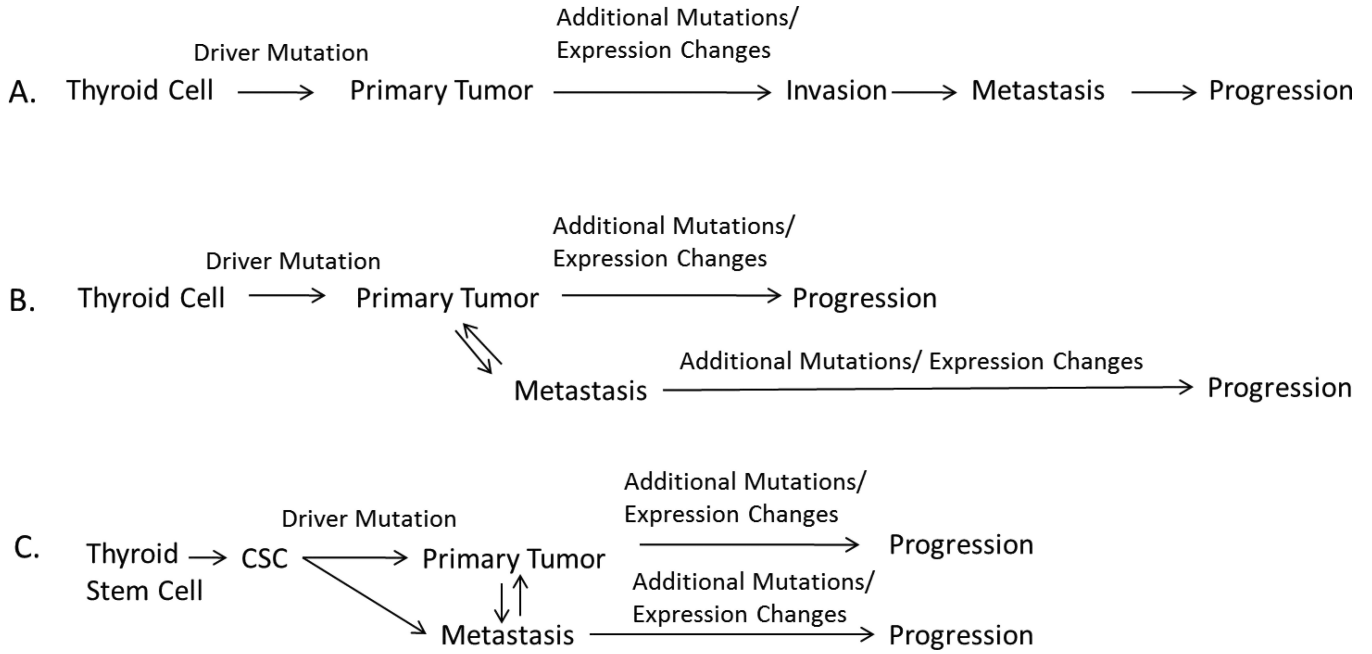 Additional Mutations/
Driver Mutation Expression Changes
A. Thyroid Cell Primary Tumor Invasion Metastasis Progression
Additional Mutations/
Driver Mutation Expression Changes
B. Thyroid Cell Primary Tumor Progression
Additional Mutations/ Expression Changes
Metastasis Progression
Additional Mutations/
Driver Mutation Expression Changes
C. Thyroid CSC Primary Tumor Progression
Stem Cell
Additional Mutations/
Expression Changes
Metastasis Progression